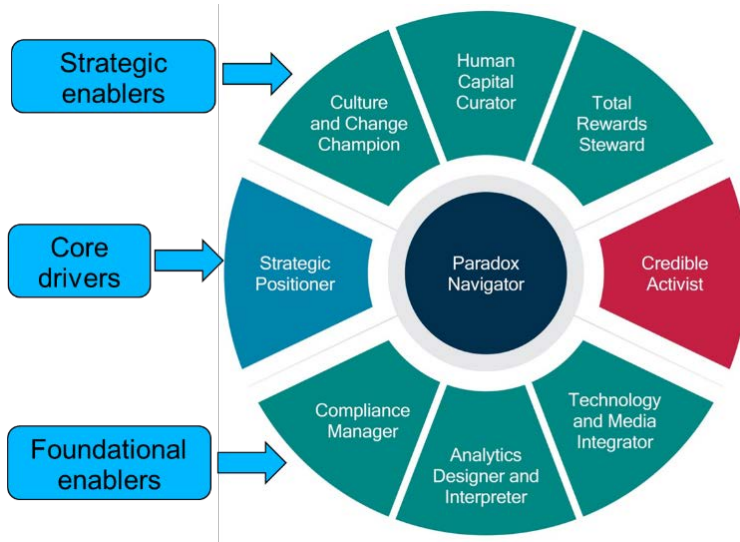 Strategic
enablers
Culture
and Change
Champion
Human
Capital
Curator
Total
Rewards
Steward
Core
drivers
Strategic
Positioner
Paradox
Navigator
Credible
Activist
Foundational
enablers
Compliance
Manager
Analytics
Designer and
Interpreter
Technology
and Media
Integrator